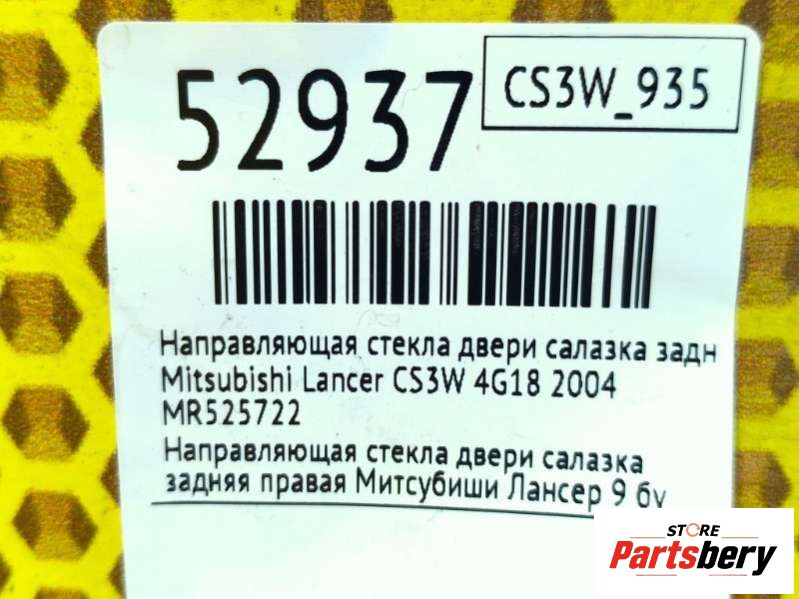 52937
CS3W_935
Направляющая стекла двери салазка задн
Mitsubishi Lancer CS3W 4G18 2004
MR525722
Направляющая стекла двери салазка
задняя правая Митсубиши Лансер 9 бу
STORE
Partsbery